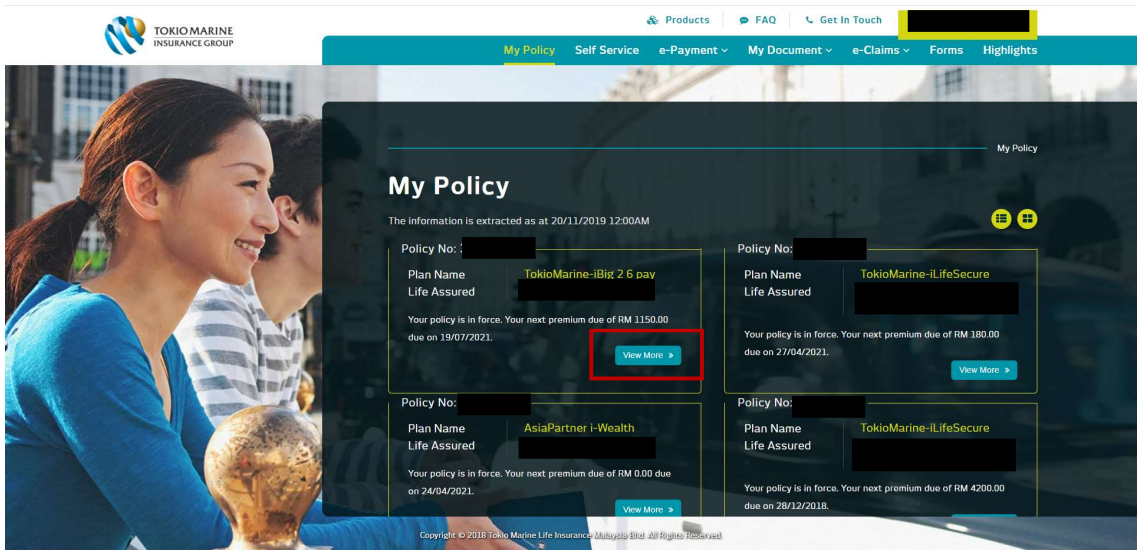 TOKIO MARINE
INSURANCE GROUP
Products
FAQ
Get In Touch
My Policy
Self Service
e-Payment
My Document
e-Claims
Forms
Highlights
My Policy
My Policy
The information is extracted as at 20/11/2019 12:00AM
Policy No:
Plan Name TokioMarine-iBig 2 6 pay
Life Assured
Your policy is in force. Your next premium due of RM 1150.00
due on 19/07/2021.
View More »
Policy No:
Plan Name TokioMarine-iLifeSecure
Life Assured
Your policy is in force. Your next premium due of RM 180.00
due on 27/04/2021.
View More »
Policy No:
Plan Name AsiaPartner i-Wealth
Life Assured
Your policy is in force. Your next premium due of RM 0.00 due
on 24/04/2021.
View More »
Policy No:
Plan Name TokioMarine-iLifeSecure
Life Assured
Your policy is in force. Your next premium due of RM 4200.00
due on 28/12/2018.
Copyright © 2018 Tokio Marine Life Insurance Malaysia Bhd. All Rights Reserved.